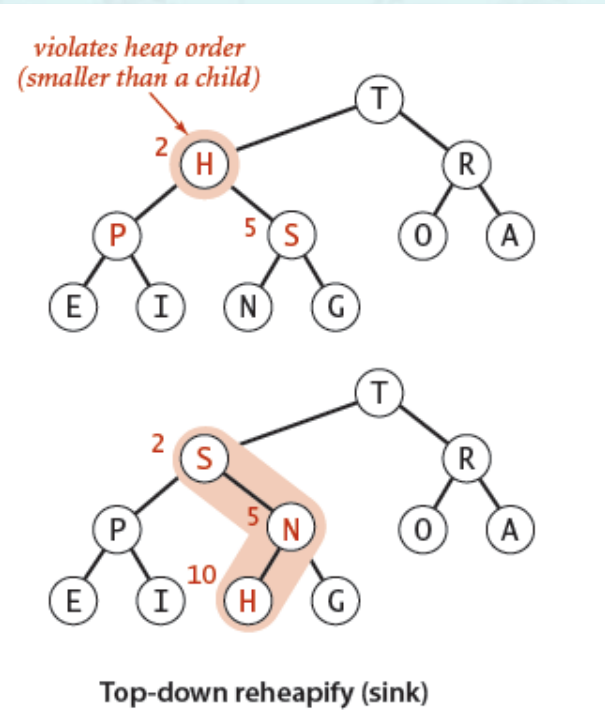 violates heap order
(smaller than a child)
T
2 H R
P 5 S O A
E I N G
T
2 S R
P 5 N O A
10
E I H G
Top-down reheapify (sink)